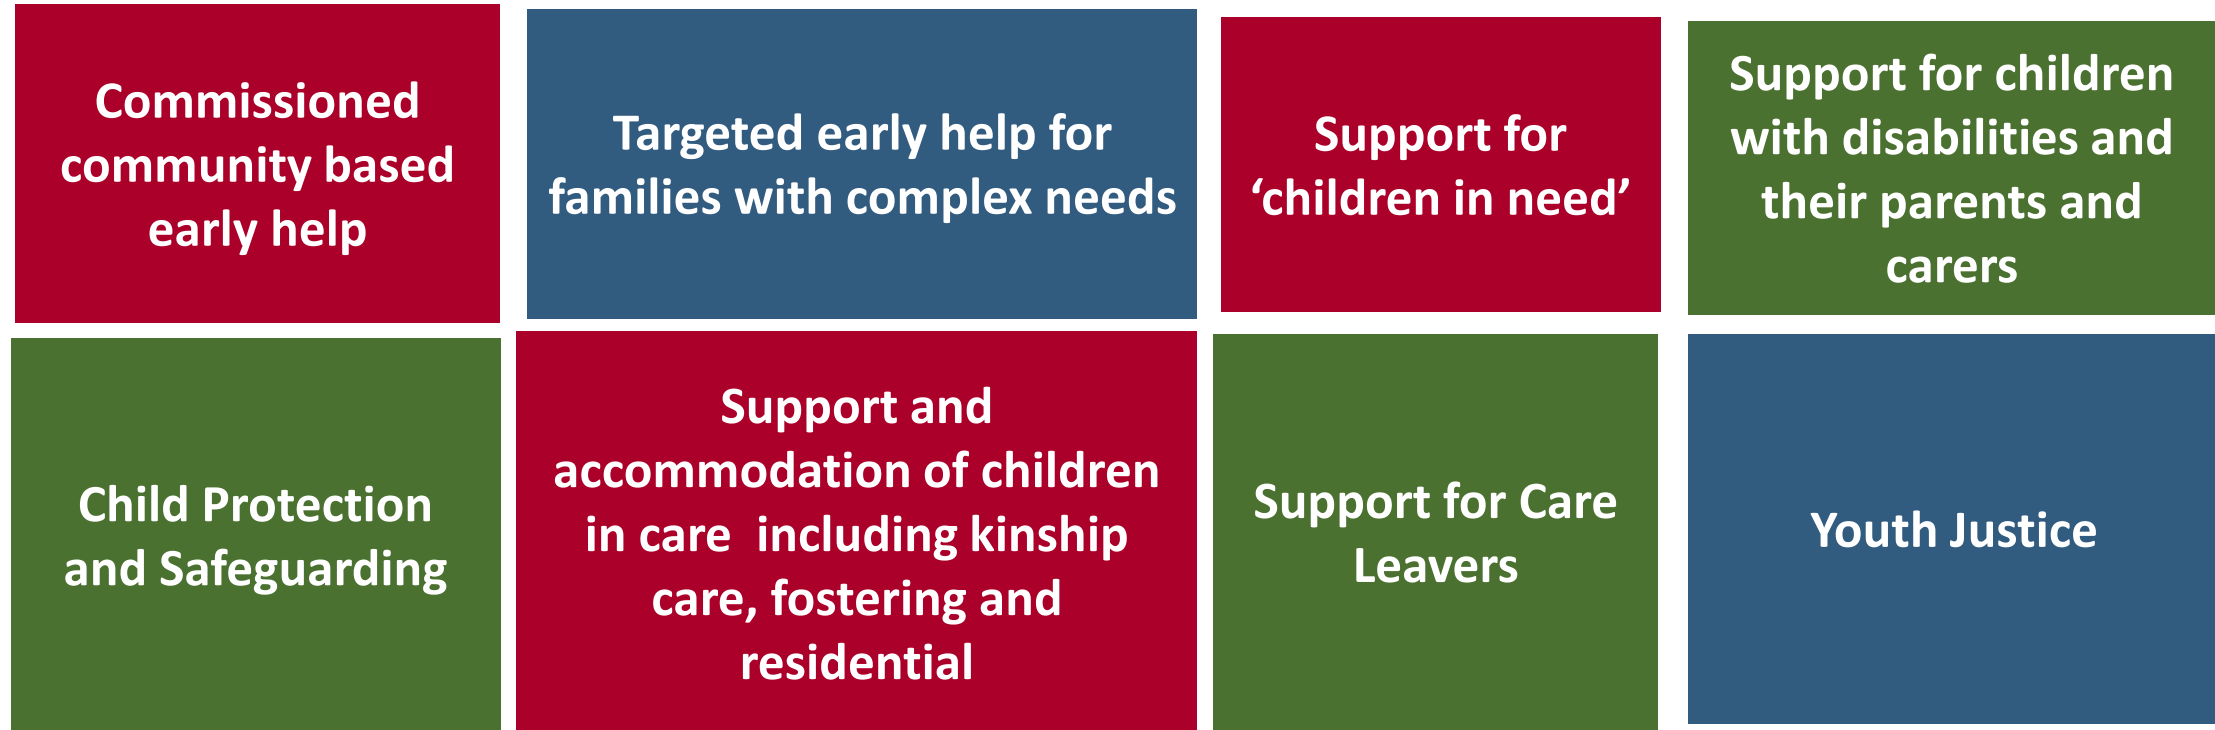 Commissioned
community based
early help
Targeted early help for
families with complex needs
Support for
‘children in need’
Support for children
with disabilities and
their parents and
carers
Child Protection
and Safeguarding
Support and
accommodation of children
in care  including kinship
care, fostering and
residential
Support for Care
Leavers
Youth Justice